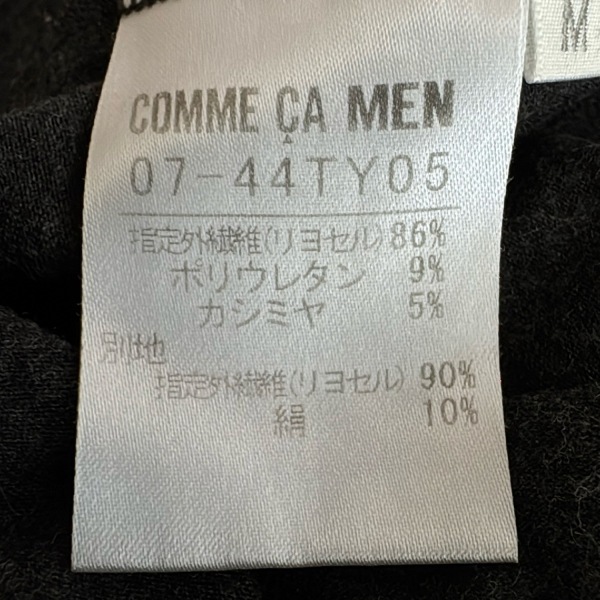 M
COMME ÇA MEN
07-44TY05
指定外繊維(リヨセル) 86%
ポリウレタン 9%
カシミヤ 5%
別地
指定外繊維(リヨセル) 90%
絹 10%